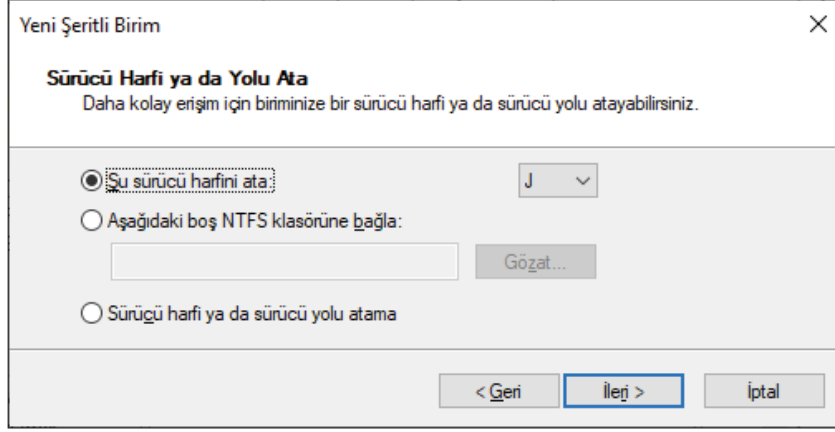 Yeni Şeritli Birim
Sürücü Harfi ya da Yolu Ata
Daha kolay erişim için biriminize bir sürücü harfi ya da sürücü yolu atayabilirsiniz.
Şu sürücü harfini ata: J
Aşağıdaki boş NTFS klasörüne bağla:
Gözat...
Sürücü harfi ya da sürücü yolu atama
< Geri İleri > İptal